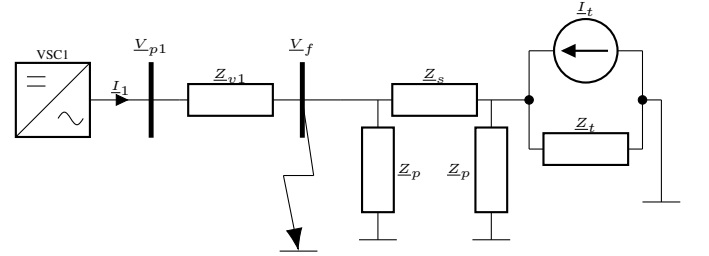 I_t
VSC1
V_p1
V_f
I_1
Z_v1
Z_s
Z_t
Z_p
Z_p